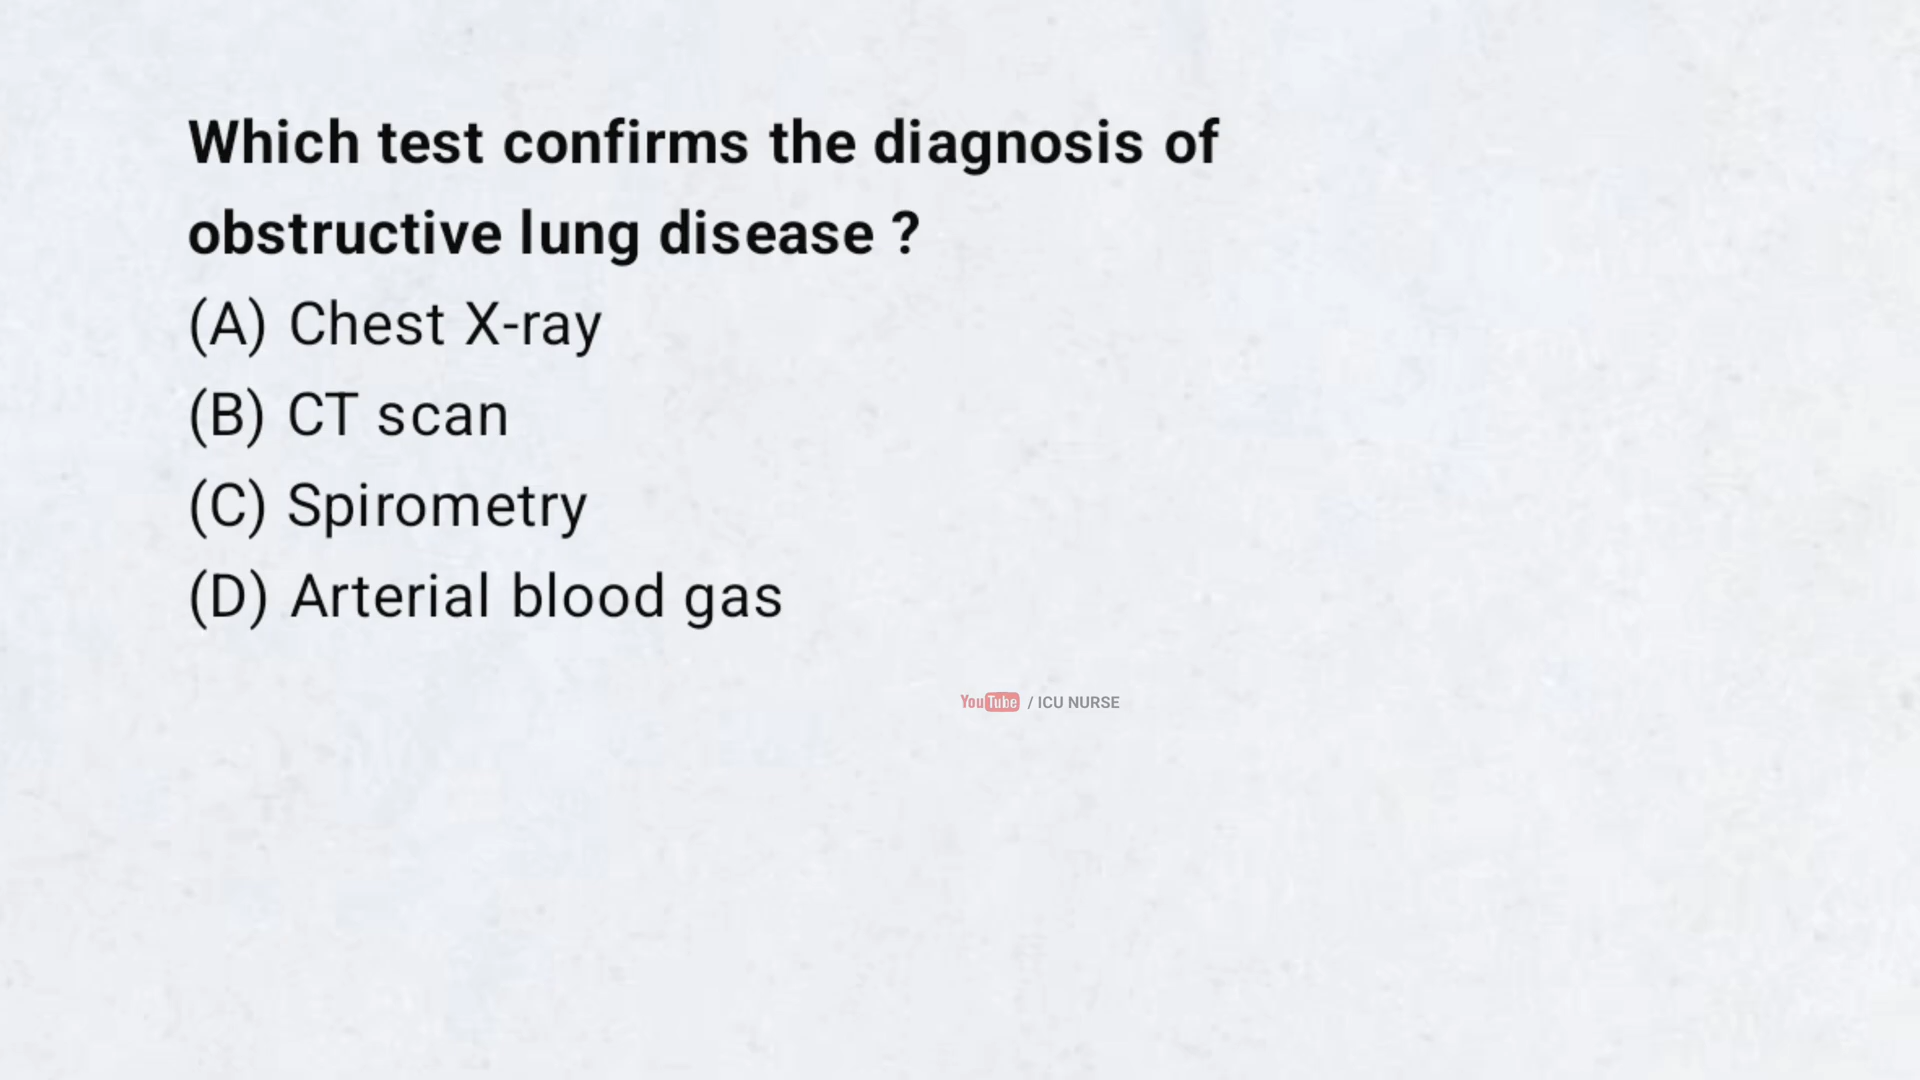 Which test confirms the diagnosis of
obstructive lung disease ?
(A) Chest X-ray
(B) CT scan
(C) Spirometry
(D) Arterial blood gas
YouTube / ICU NURSE